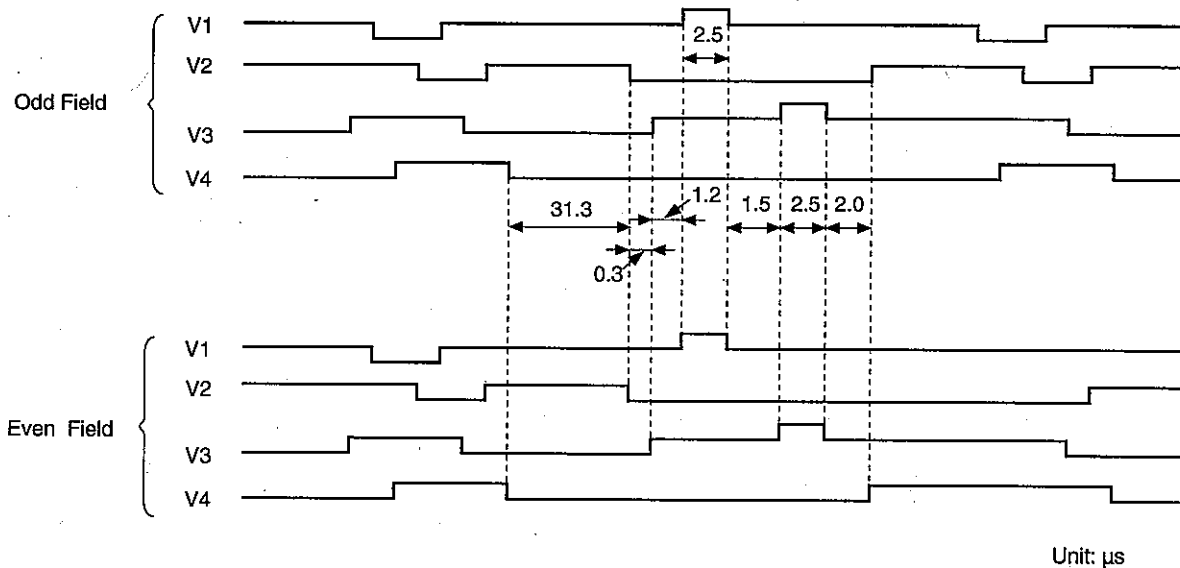 Odd Field
V1
2.5
V2
V3
V4
31.3
1.2
1.5 2.5 2.0
0.3
Even Field
V1
V2
V3
V4
Unit: µs